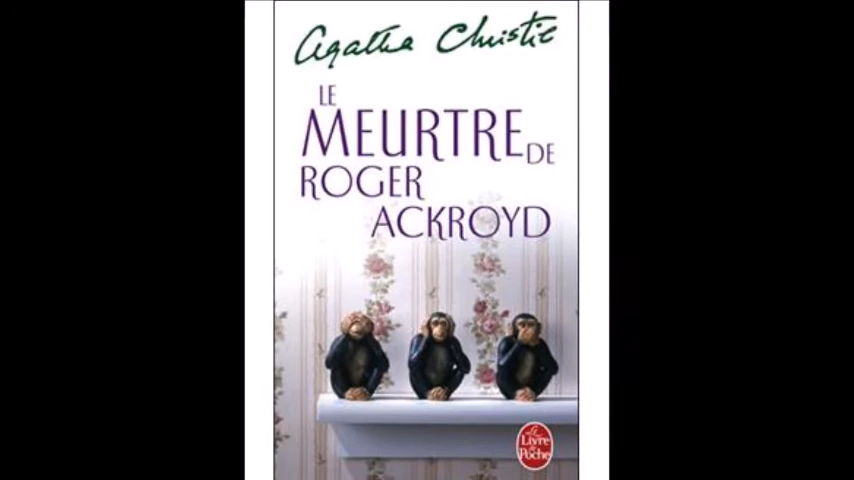 Agatha Christie
LE
MEURTRE DE
ROGER
ACKROYD
Le
Livre
de
Poche